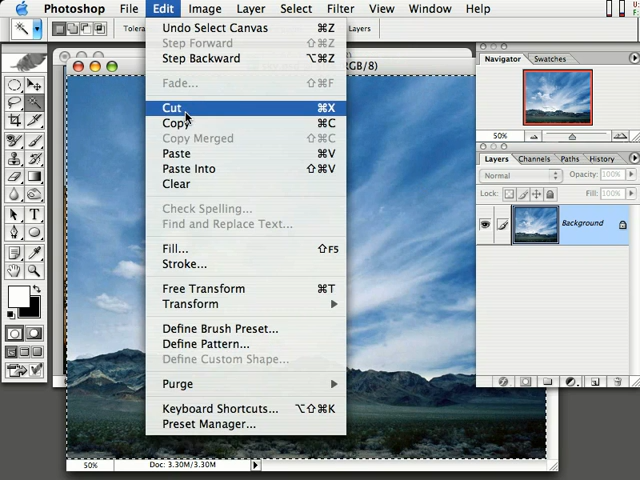 Photoshop File Edit Image Layer Select Filter View Window Help
Tolera
Layers
Undo Select Canvas ⌘Z
Step Forward ⇧⌘Z
Step Backward ⌥⌘Z
Fade... ⇧⌘F
Cut ⌘X
Copy ⌘C
Copy Merged ⇧⌘C
Paste ⌘V
Paste Into ⇧⌘V
Clear
Check Spelling...
Find and Replace Text...
Fill... ⇧F5
Stroke...
Free Transform ⌘T
Transform
Define Brush Preset...
Define Pattern...
Define Custom Shape...
Purge
Keyboard Shortcuts... ⌥⇧⌘K
Preset Manager...
RGB/8)
Navigator Swatches
50%
Layers Channels Paths History
Normal Opacity: 100%
Lock: Fill: 100%
Background
50% Doc: 3.30M/3.30M